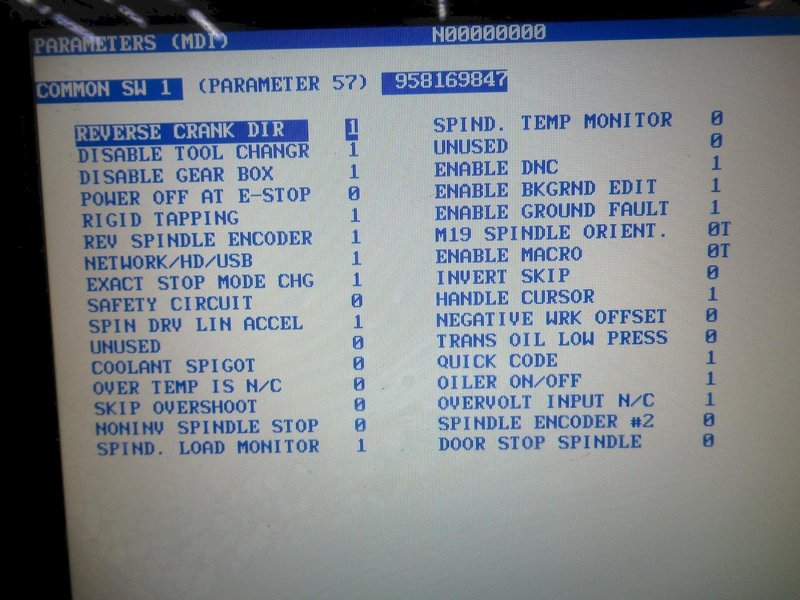 PARAMETERS (MDI) N00000000
COMMON SW 1 (PARAMETER 57) 958169847
REVERSE CRANK DIR 1
DISABLE TOOL CHANGR 1
DISABLE GEAR BOX 1
POWER OFF AT E-STOP 0
RIGID TAPPING 1
REV SPINDLE ENCODER 1
NETWORK/HD/USB 1
EXACT STOP MODE CHG 1
SAFETY CIRCUIT 0
SPIN DRV LIN ACCEL 1
UNUSED 0
COOLANT SPIGOT 0
OVER TEMP IS N/C 0
SKIP OVERSHOOT 0
NONINV SPINDLE STOP 0
SPIND. LOAD MONITOR 1
SPIND. TEMP MONITOR 0
UNUSED 0
ENABLE DNC 1
ENABLE BKGRND EDIT 1
ENABLE GROUND FAULT 1
M19 SPINDLE ORIENT. 0T
ENABLE MACRO 0T
INVERT SKIP 0
HANDLE CURSOR 1
NEGATIVE WRK OFFSET 0
TRANS OIL LOW PRESS 0
QUICK CODE 1
OILER ON/OFF 1
OVERVOLT INPUT N/C 1
SPINDLE ENCODER #2 0
DOOR STOP SPINDLE 0